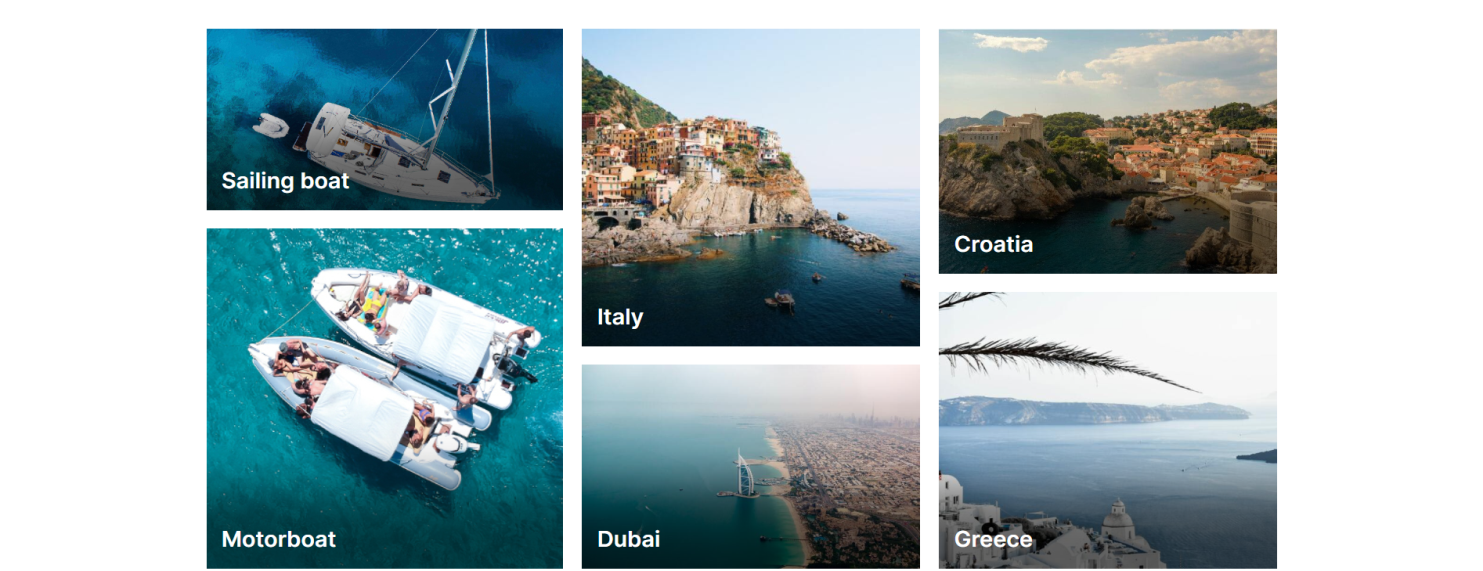 Sailing boat
Motorboat
Italy
Dubai
Croatia
Greece